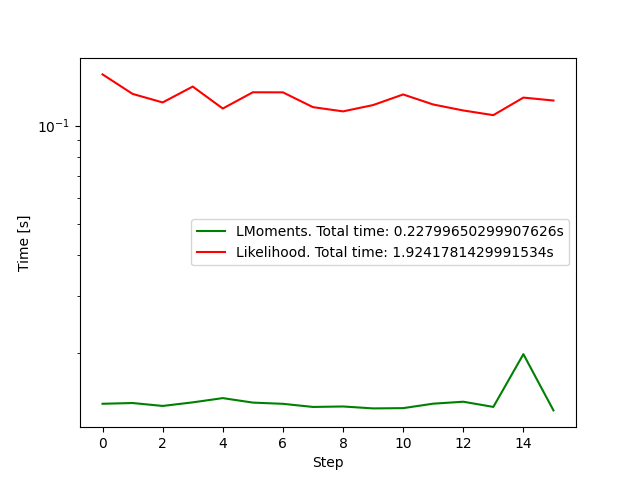 10⁻¹
Time [s]
LMoments. Total time: 0.22799650299907626s
Likelihood. Total time: 1.9241781429991534s
0 2 4 6 8 10 12 14
Step